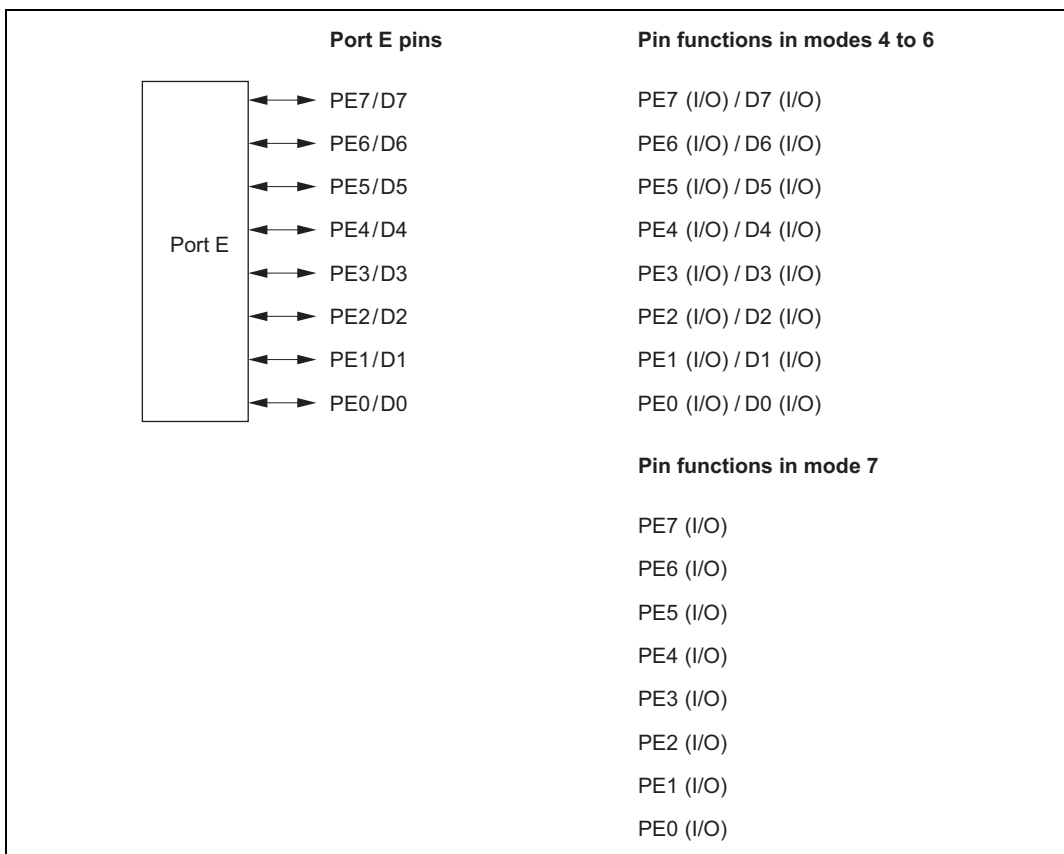 Port E pins Pin functions in modes 4 to 6
PE7/D7 PE7 (I/O) / D7 (I/O)
PE6/D6 PE6 (I/O) / D6 (I/O)
PE5/D5 PE5 (I/O) / D5 (I/O)
PE4/D4 PE4 (I/O) / D4 (I/O)
Port E
PE3/D3 PE3 (I/O) / D3 (I/O)
PE2/D2 PE2 (I/O) / D2 (I/O)
PE1/D1 PE1 (I/O) / D1 (I/O)
PE0/D0 PE0 (I/O) / D0 (I/O)
Pin functions in mode 7
PE7 (I/O)
PE6 (I/O)
PE5 (I/O)
PE4 (I/O)
PE3 (I/O)
PE2 (I/O)
PE1 (I/O)
PE0 (I/O)